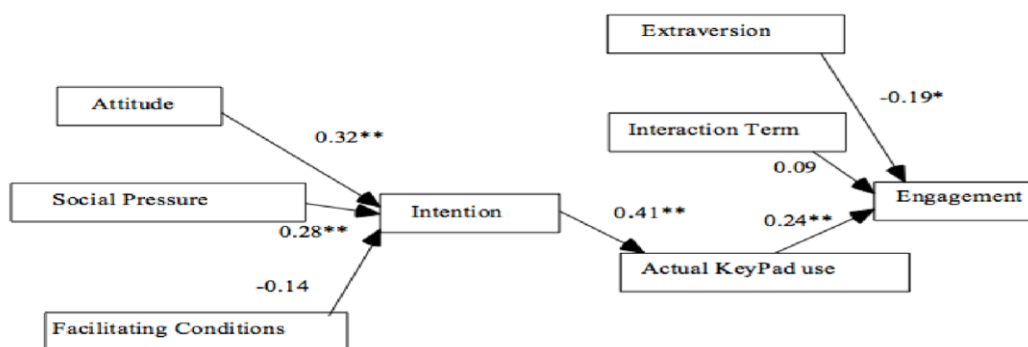 Extraversion
-0.19*
Attitude
0.32**
Interaction Term
0.09
Social Pressure
0.28**
Intention
0.41**
0.24**
Engagement
Actual KeyPad use
-0.14
Facilitating Conditions